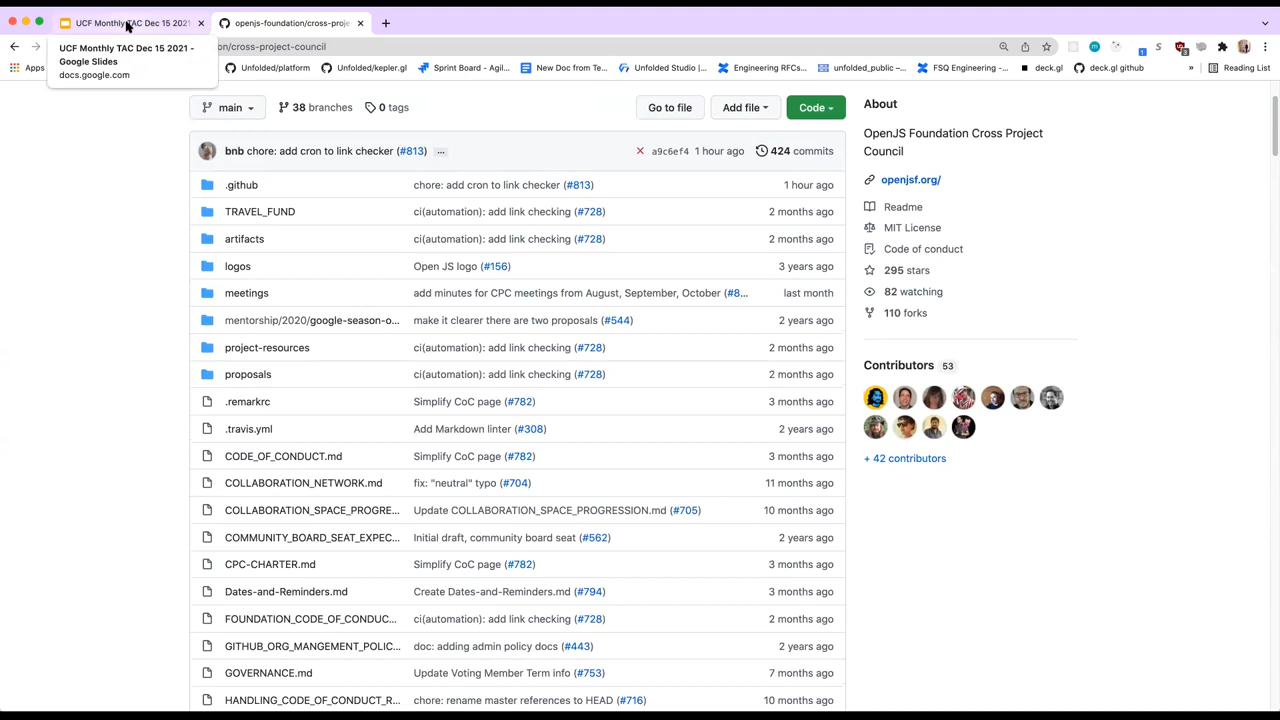 UCF Monthly TAC Dec 15 2021
openjs-foundation/cross-proje
UCF Monthly TAC Dec 15 2021 -
Google Slides
docs.google.com
on/cross-project-council
Apps
Unfolded/platform
Unfolded/kepler.gl
Sprint Board - Agil...
New Doc from Te...
Unfolded Studio |...
Engineering RFCs...
unfolded_public –...
FSQ Engineering -...
deck.gl
deck.gl github
»
Reading List
main
38 branches
0 tags
Go to file
Add file
Code
About
OpenJS Foundation Cross Project
Council
openjsf.org/
Readme
MIT License
Code of conduct
295 stars
82 watching
110 forks
Contributors 53
+ 42 contributors
bnb chore: add cron to link checker (#813) ... a9c6ef4 1 hour ago 424 commits
.github chore: add cron to link checker (#813) 1 hour ago
TRAVEL_FUND ci(automation): add link checking (#728) 2 months ago
artifacts ci(automation): add link checking (#728) 2 months ago
logos Open JS logo (#156) 3 years ago
meetings add minutes for CPC meetings from August, September, October (#8... last month
mentorship/2020/google-season-o... make it clearer there are two proposals (#544) 2 years ago
project-resources ci(automation): add link checking (#728) 2 months ago
proposals ci(automation): add link checking (#728) 2 months ago
.remarkrc Simplify CoC page (#782) 3 months ago
.travis.yml Add Markdown linter (#308) 2 years ago
CODE_OF_CONDUCT.md Simplify CoC page (#782) 3 months ago
COLLABORATION_NETWORK.md fix: "neutral" typo (#704) 11 months ago
COLLABORATION_SPACE_PROGRE... Update COLLABORATION_SPACE_PROGRESSION.md (#705) 10 months ago
COMMUNITY_BOARD_SEAT_EXPEC... Initial draft, community board seat (#562) 2 years ago
CPC-CHARTER.md Simplify CoC page (#782) 3 months ago
Dates-and-Reminders.md Create Dates-and-Reminders.md (#794) 3 months ago
FOUNDATION_CODE_OF_CONDUC... ci(automation): add link checking (#728) 2 months ago
GITHUB_ORG_MANGEMENT_POLIC... doc: adding admin policy docs (#443) 2 years ago
GOVERNANCE.md Update Voting Member Term info (#753) 7 months ago
HANDLING_CODE_OF_CONDUCT_R... chore: rename master references to HEAD (#716) 10 months ago